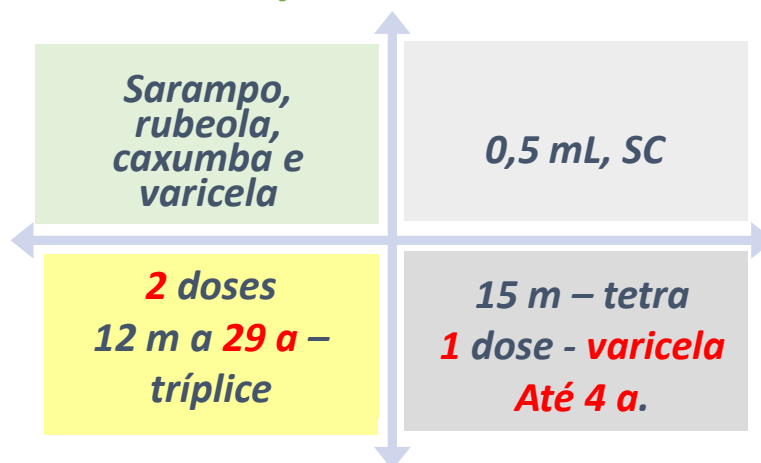 Sarampo,
rubeola,
caxumba e
varicela
0,5 mL, SC
2 doses
12 m a 29 a –
tríplice
15 m – tetra
1 dose - varicela
Até 4 a.